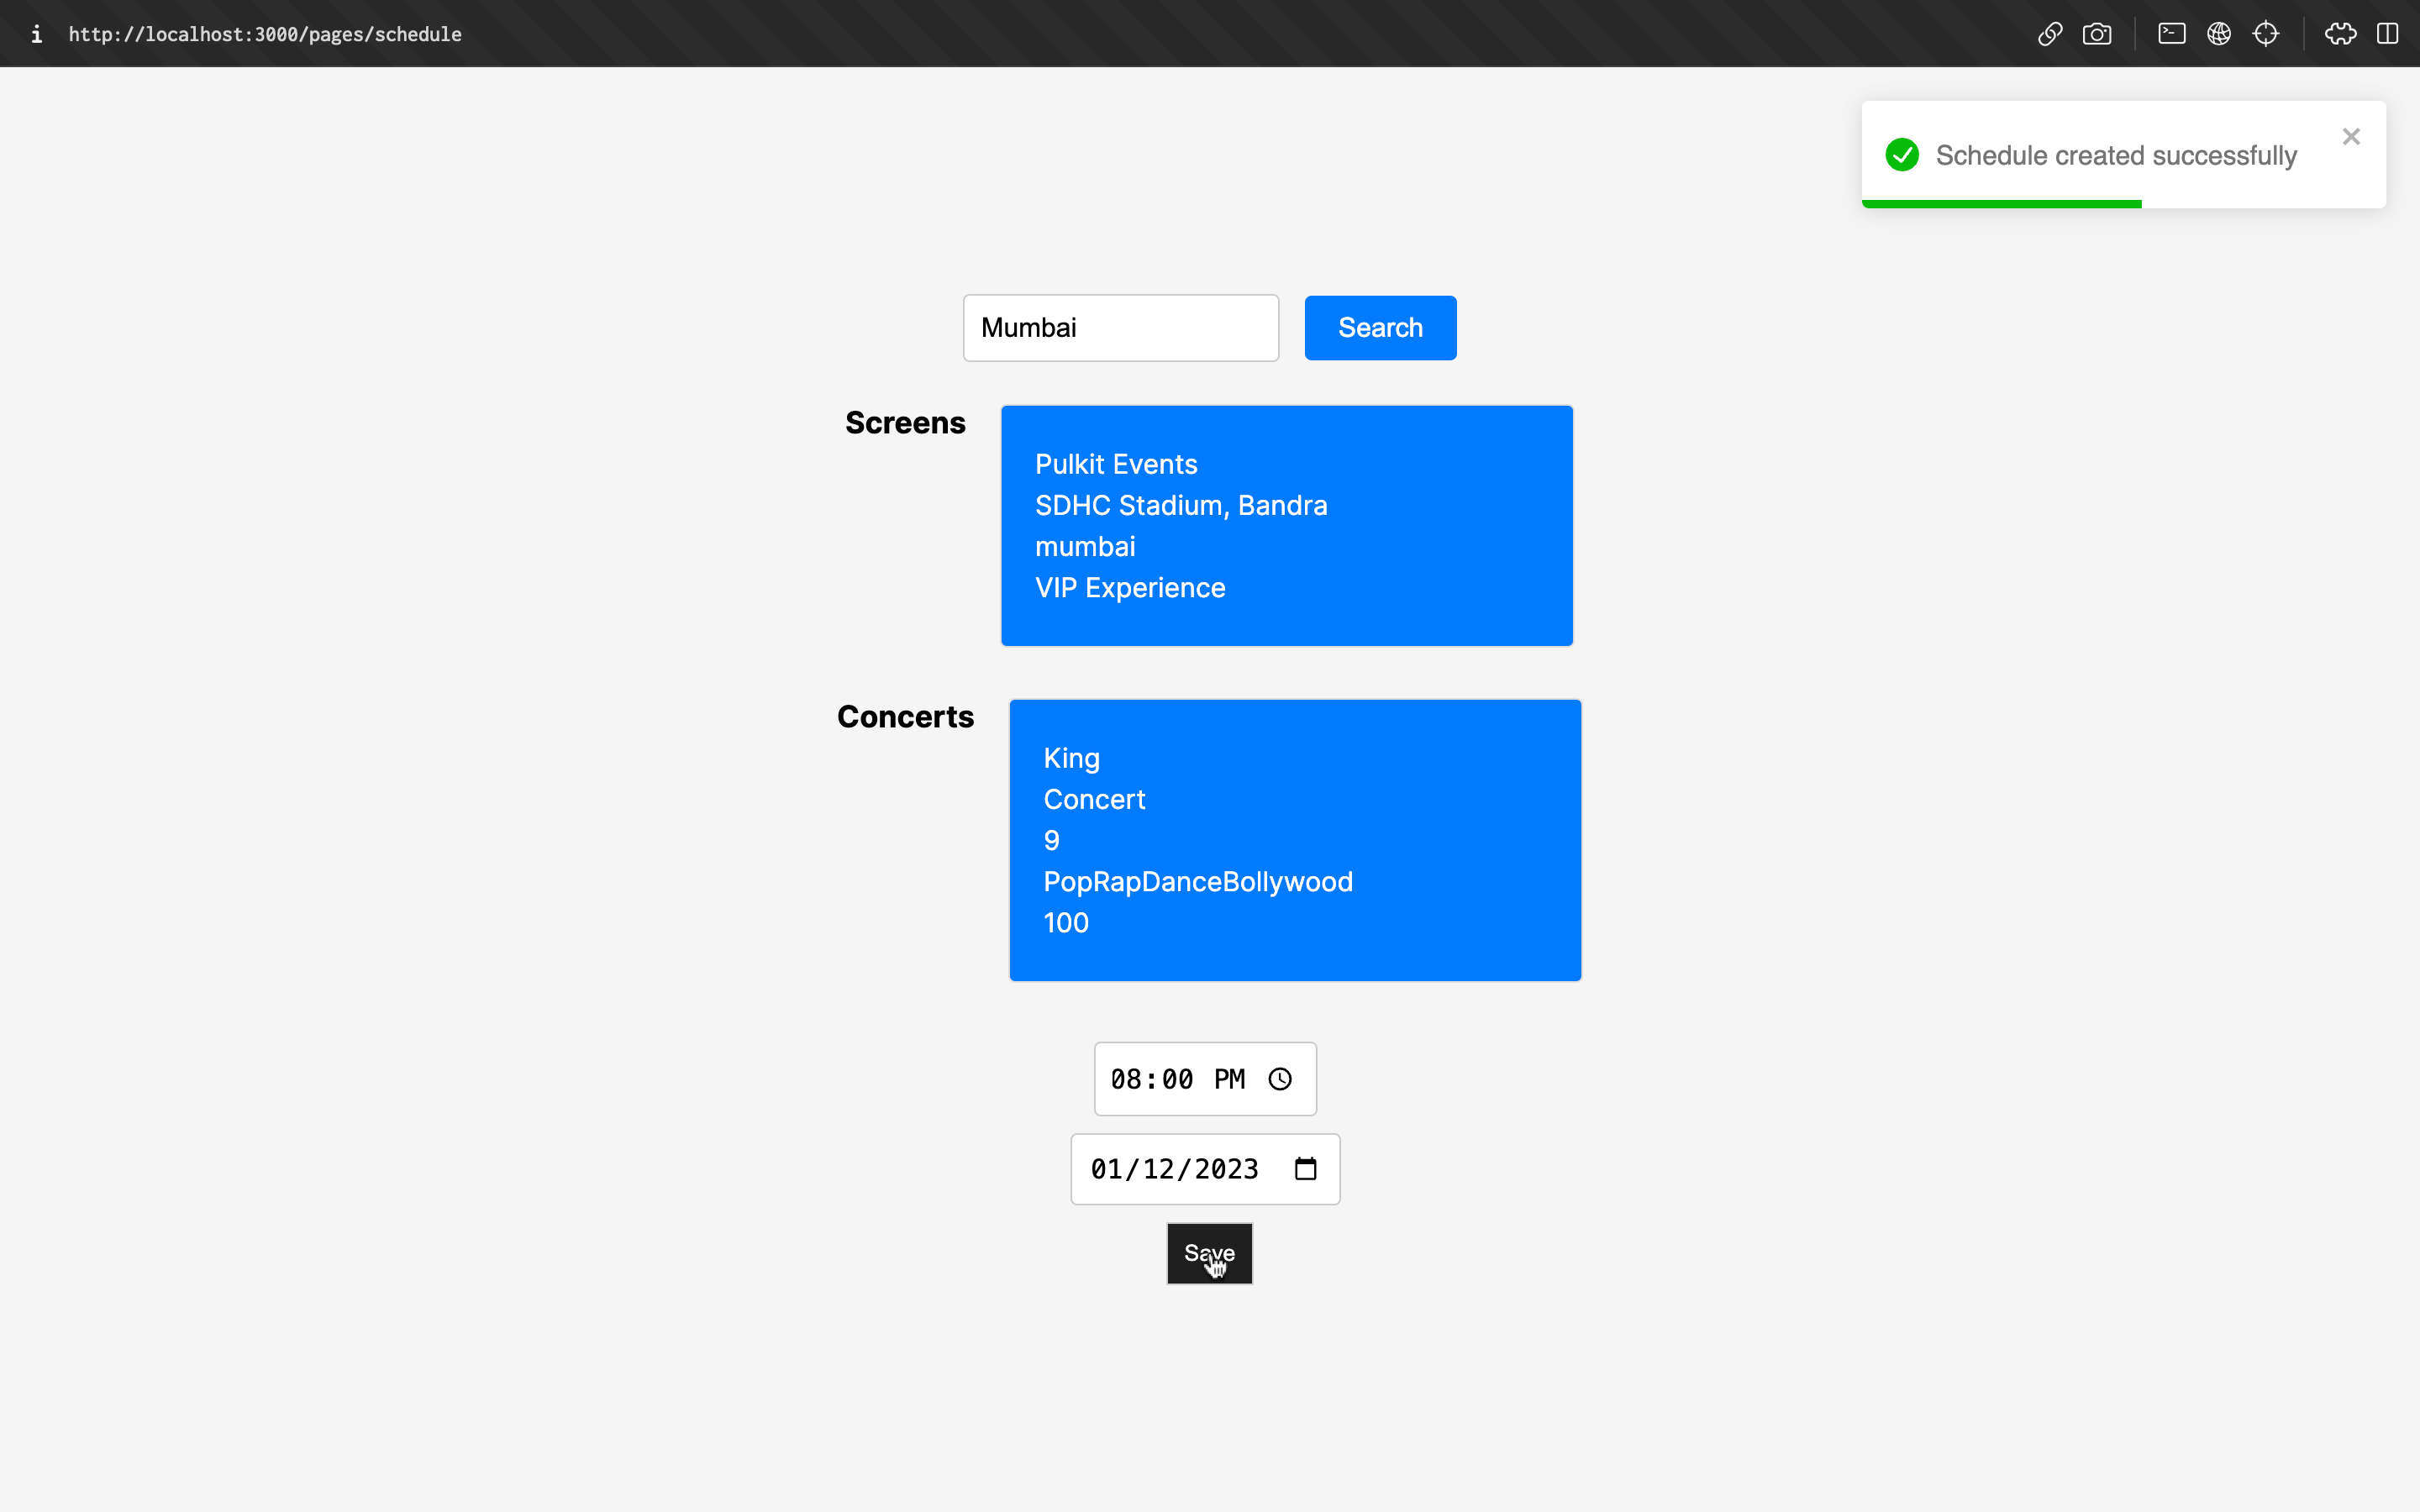 http://localhost:3000/pages/schedule
Schedule created successfully
Mumbai
Search
Screens
Pulkit Events
SDHC Stadium, Bandra
mumbai
VIP Experience
Concerts
King
Concert
9
PopRapDanceBollywood
100
08:00 PM
01/12/2023
Save